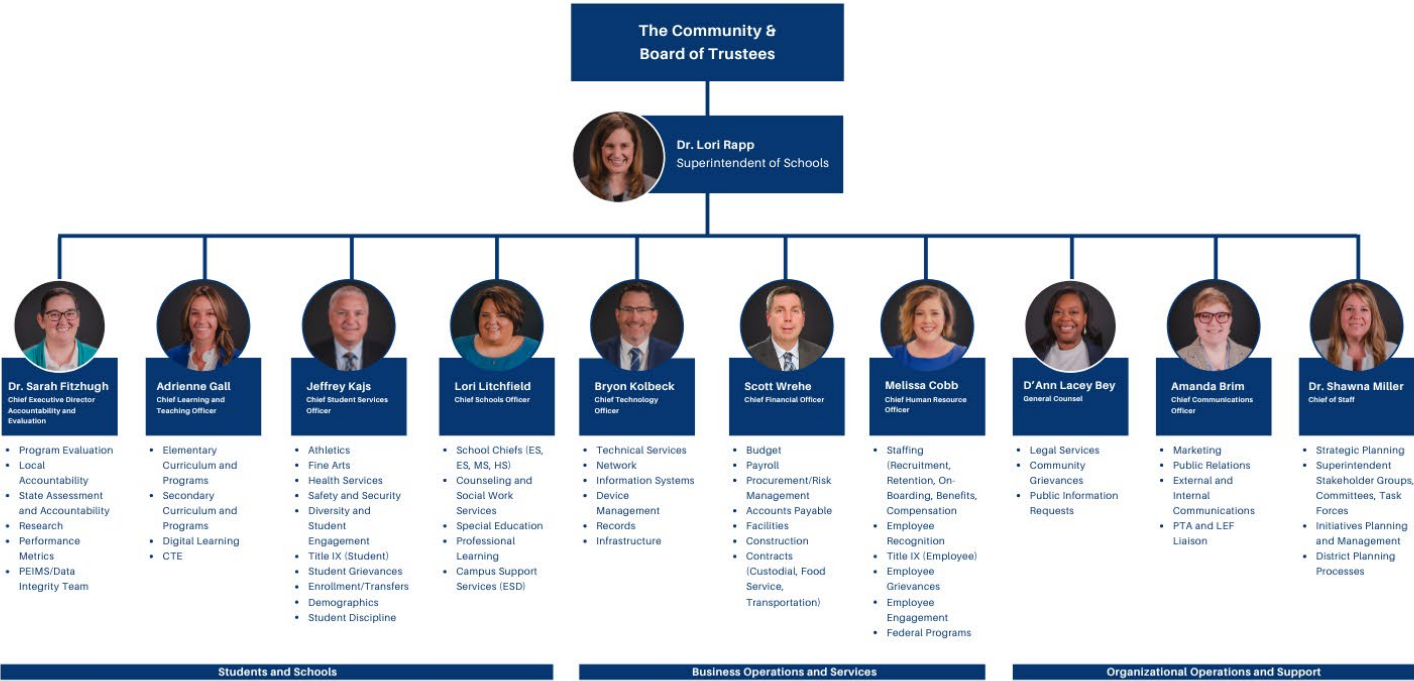 The Community &
Board of Trustees
Dr. Lori Rapp
Superintendent of Schools
Dr. Sarah Fitzhugh
Chief Executive Director
Accountability and
Evaluation
• Program Evaluation
• Local
Accountability
• State Assessment
and Accountability
• Research
• Performance
Metrics
• PEIMS/Data
Integrity Team
Adrienne Gall
Chief Learning and
Teaching Officer
• Elementary
Curriculum and
Programs
• Secondary
Curriculum and
Programs
• Digital Learning
• CTE
Jeffrey Kajs
Chief Student Services
Officer
• Athletics
• Fine Arts
• Health Services
• Safety and Security
• Diversity and
Student
Engagement
• Title IX (Student)
• Student Grievances
• Enrollment/Transfers
• Demographics
• Student Discipline
Lori Litchfield
Chief Schools Officer
• School Chiefs (ES,
ES, MS, HS)
• Counseling and
Social Work
Services
• Special Education
• Professional
Learning
• Campus Support
Services (ESD)
Bryon Kolbeck
Chief Technology
Officer
• Technical Services
• Network
• Information Systems
• Device
Management
• Records
• Infrastructure
Scott Wrehe
Chief Financial Officer
• Budget
• Payroll
• Procurement/Risk
Management
• Accounts Payable
• Facilities
• Construction
• Contracts
(Custodial, Food
Service,
Transportation)
Melissa Cobb
Chief Human Resource
Officer
• Staffing
(Recruitment,
Retention, On-
Boarding, Benefits,
Compensation
• Employee
Recognition
• Title IX (Employee)
• Employee
Grievances
• Employee
Engagement
• Federal Programs
D’Ann Lacey Bey
General Counsel
• Legal Services
• Community
Grievances
• Public Information
Requests
Amanda Brim
Chief Communications
Officer
• Marketing
• Public Relations
• External and
Internal
Communications
• PTA and LEF
Liaison
Dr. Shawna Miller
Chief of Staff
• Strategic Planning
• Superintendent
Stakeholder Groups,
Committees, Task
Forces
• Initiatives Planning
and Management
• District Planning
Processes
Students and Schools
Business Operations and Services
Organizational Operations and Support